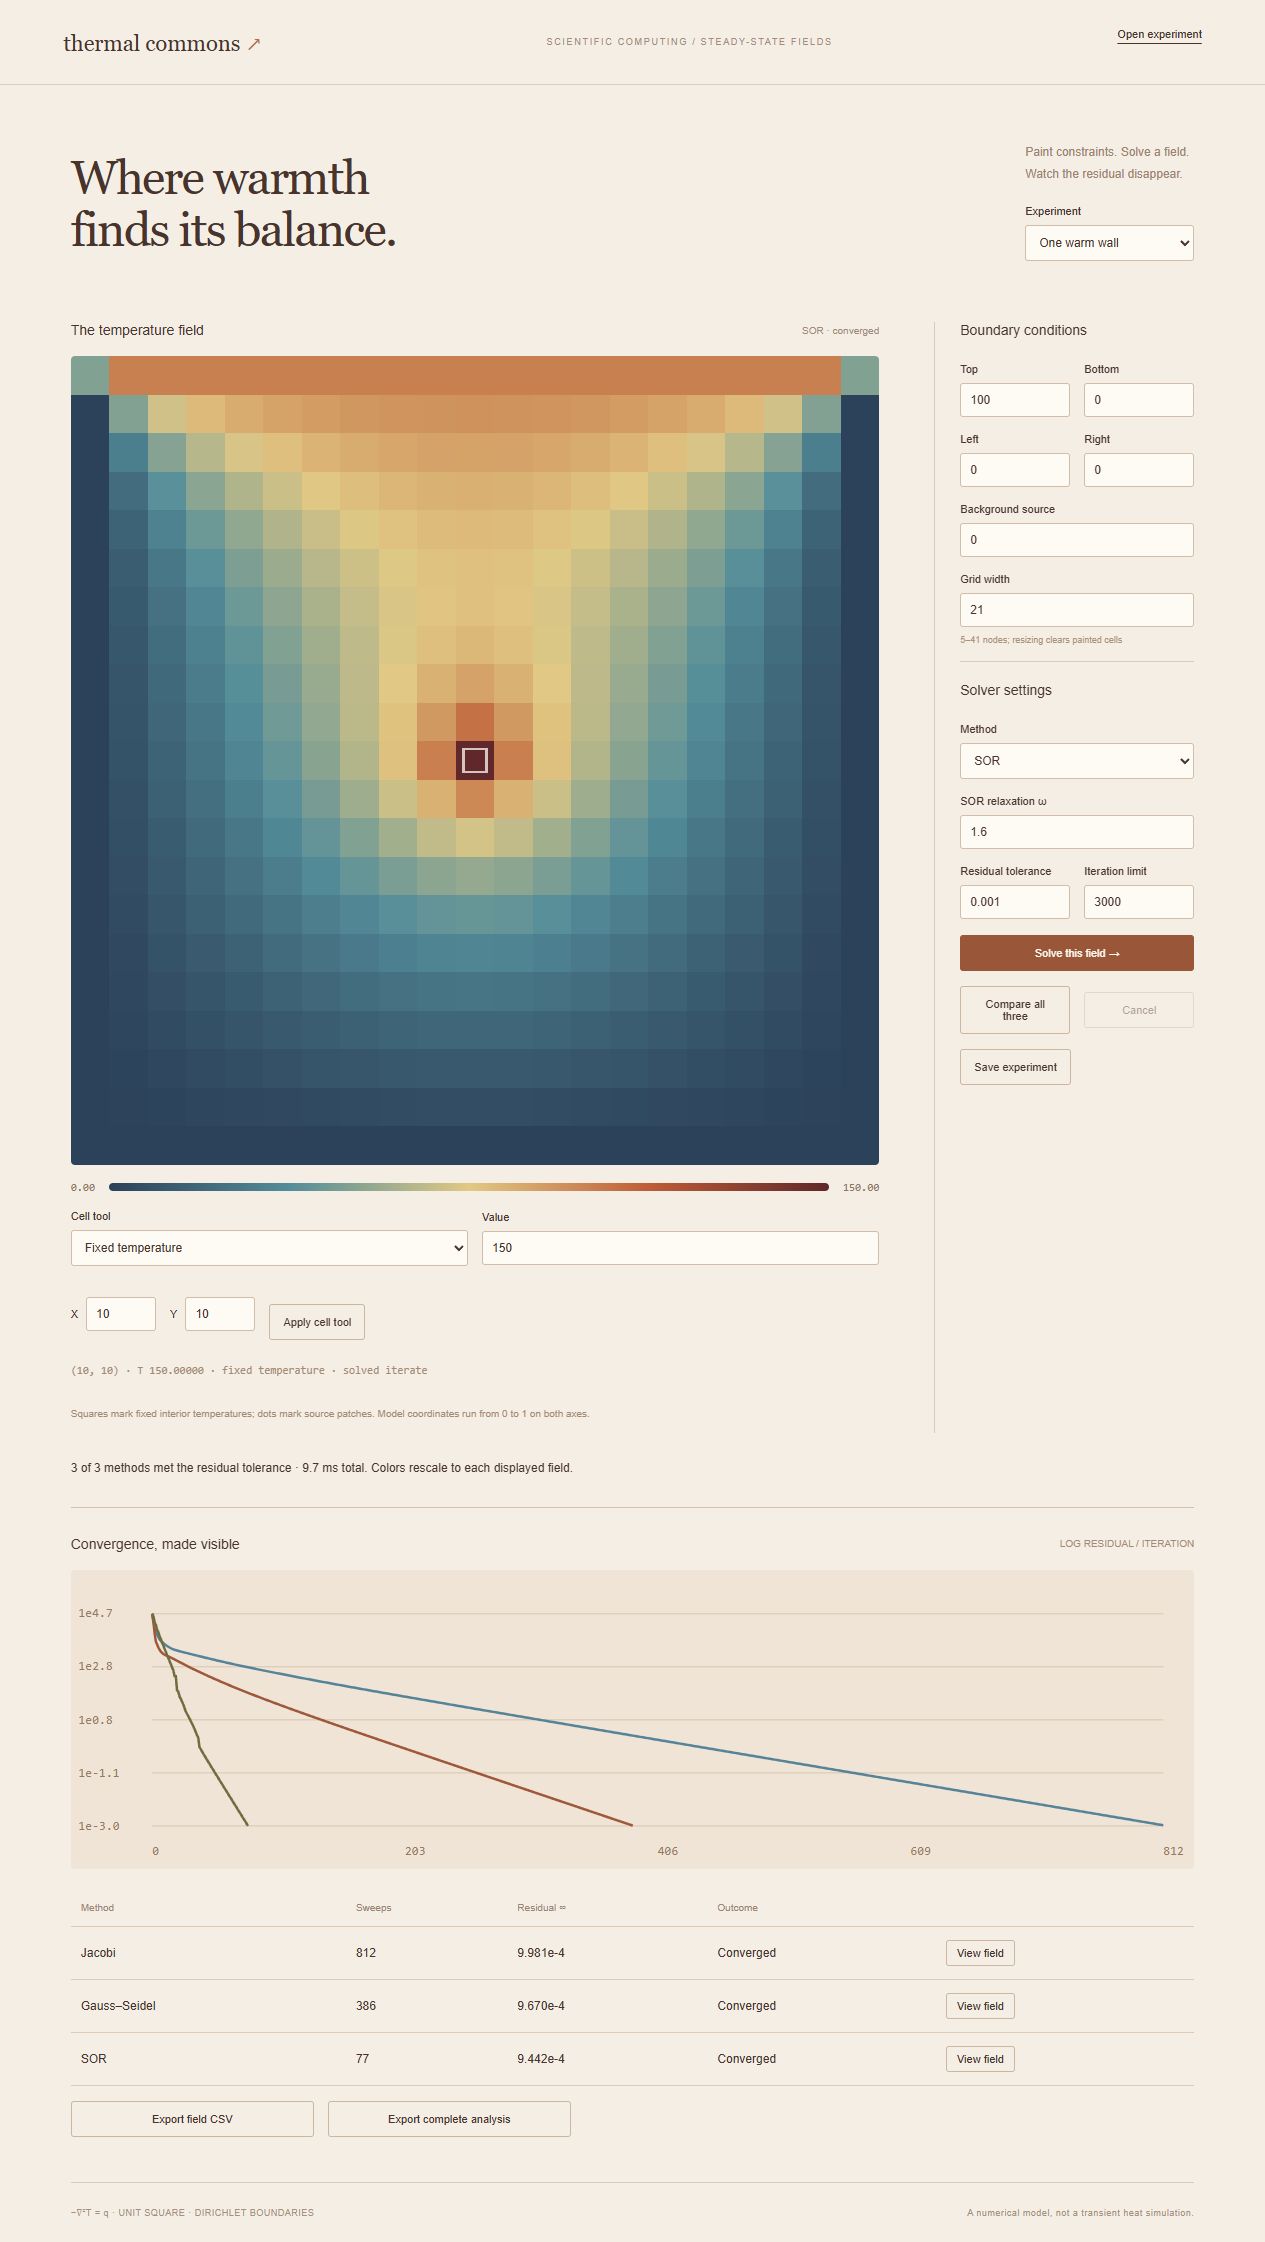 thermal commons ↗
SCIENTIFIC COMPUTING / STEADY-STATE FIELDS
Open experiment
Where warmth
finds its balance.
Paint constraints. Solve a field.
Watch the residual disappear.
Experiment
One warm wall
The temperature field
SOR · converged
0.00
150.00
Cell tool
Value
Fixed temperature
150
X
10
Y
10
Apply cell tool
(10, 10) · T 150.00000 · fixed temperature · solved iterate
Squares mark fixed interior temperatures; dots mark source patches. Model coordinates run from 0 to 1 on both axes.
Boundary conditions
Top
Bottom
100
0
Left
Right
0
0
Background source
0
Grid width
21
5–41 nodes; resizing clears painted cells
Solver settings
Method
SOR
SOR relaxation ω
1.6
Residual tolerance
Iteration limit
0.001
3000
Solve this field →
Compare all
three
Cancel
Save experiment
3 of 3 methods met the residual tolerance · 9.7 ms total. Colors rescale to each displayed field.
Convergence, made visible
LOG RESIDUAL / ITERATION
1e4.7
1e2.8
1e0.8
1e-1.1
1e-3.0
0
203
406
609
812
Method
Sweeps
Residual ∞
Outcome
Jacobi
812
9.981e-4
Converged
View field
Gauss–Seidel
386
9.670e-4
Converged
View field
SOR
77
9.442e-4
Converged
View field
Export field CSV
Export complete analysis
−∇²T = q · UNIT SQUARE · DIRICHLET BOUNDARIES
A numerical model, not a transient heat simulation.